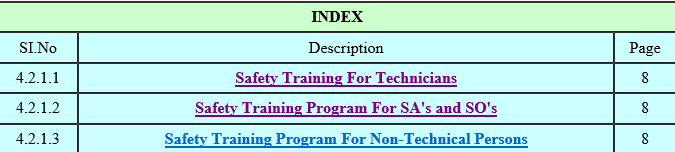 INDEX
SI.No Description Page
4.2.1.1 Safety Training For Technicians 8
4.2.1.2 Safety Training Program For SA's and SO's 8
4.2.1.3 Safety Training Program For Non-Technical Persons 8